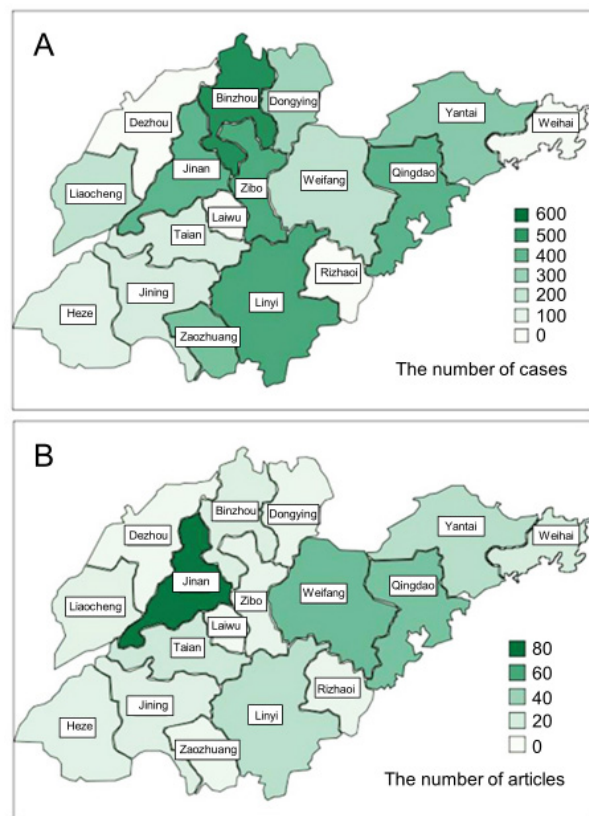 A
Binzhou
Dongying
Dezhou
Yantai
Weihai
Jinan
Qingdao
Zibo
Weifang
Liaocheng
Laiwu
Taian
Rizhaoi
Jining
Linyi
Heze
Zaozhuang
600
500
400
300
200
100
0
The number of cases
B
Binzhou
Dongying
Dezhou
Yantai
Weihai
Jinan
Weifang
Qingdao
Zibo
Liaocheng
Laiwu
Taian
Rizhaoi
Jining
Linyi
Heze
Zaozhuang
80
60
40
20
0
The number of articles